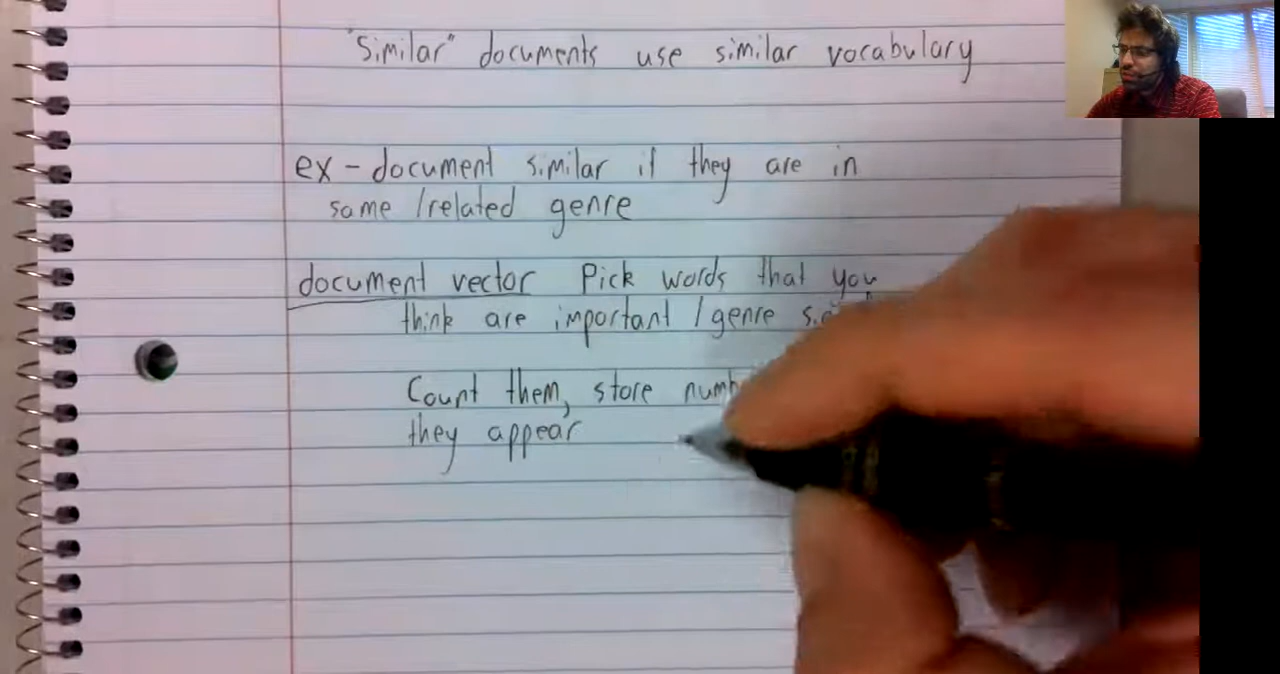 "Similar" documents use similar vocabulary
ex - document similar if they are in
same /related genre
document vector Pick words that you
think are important /genre
Count them, store
they appear